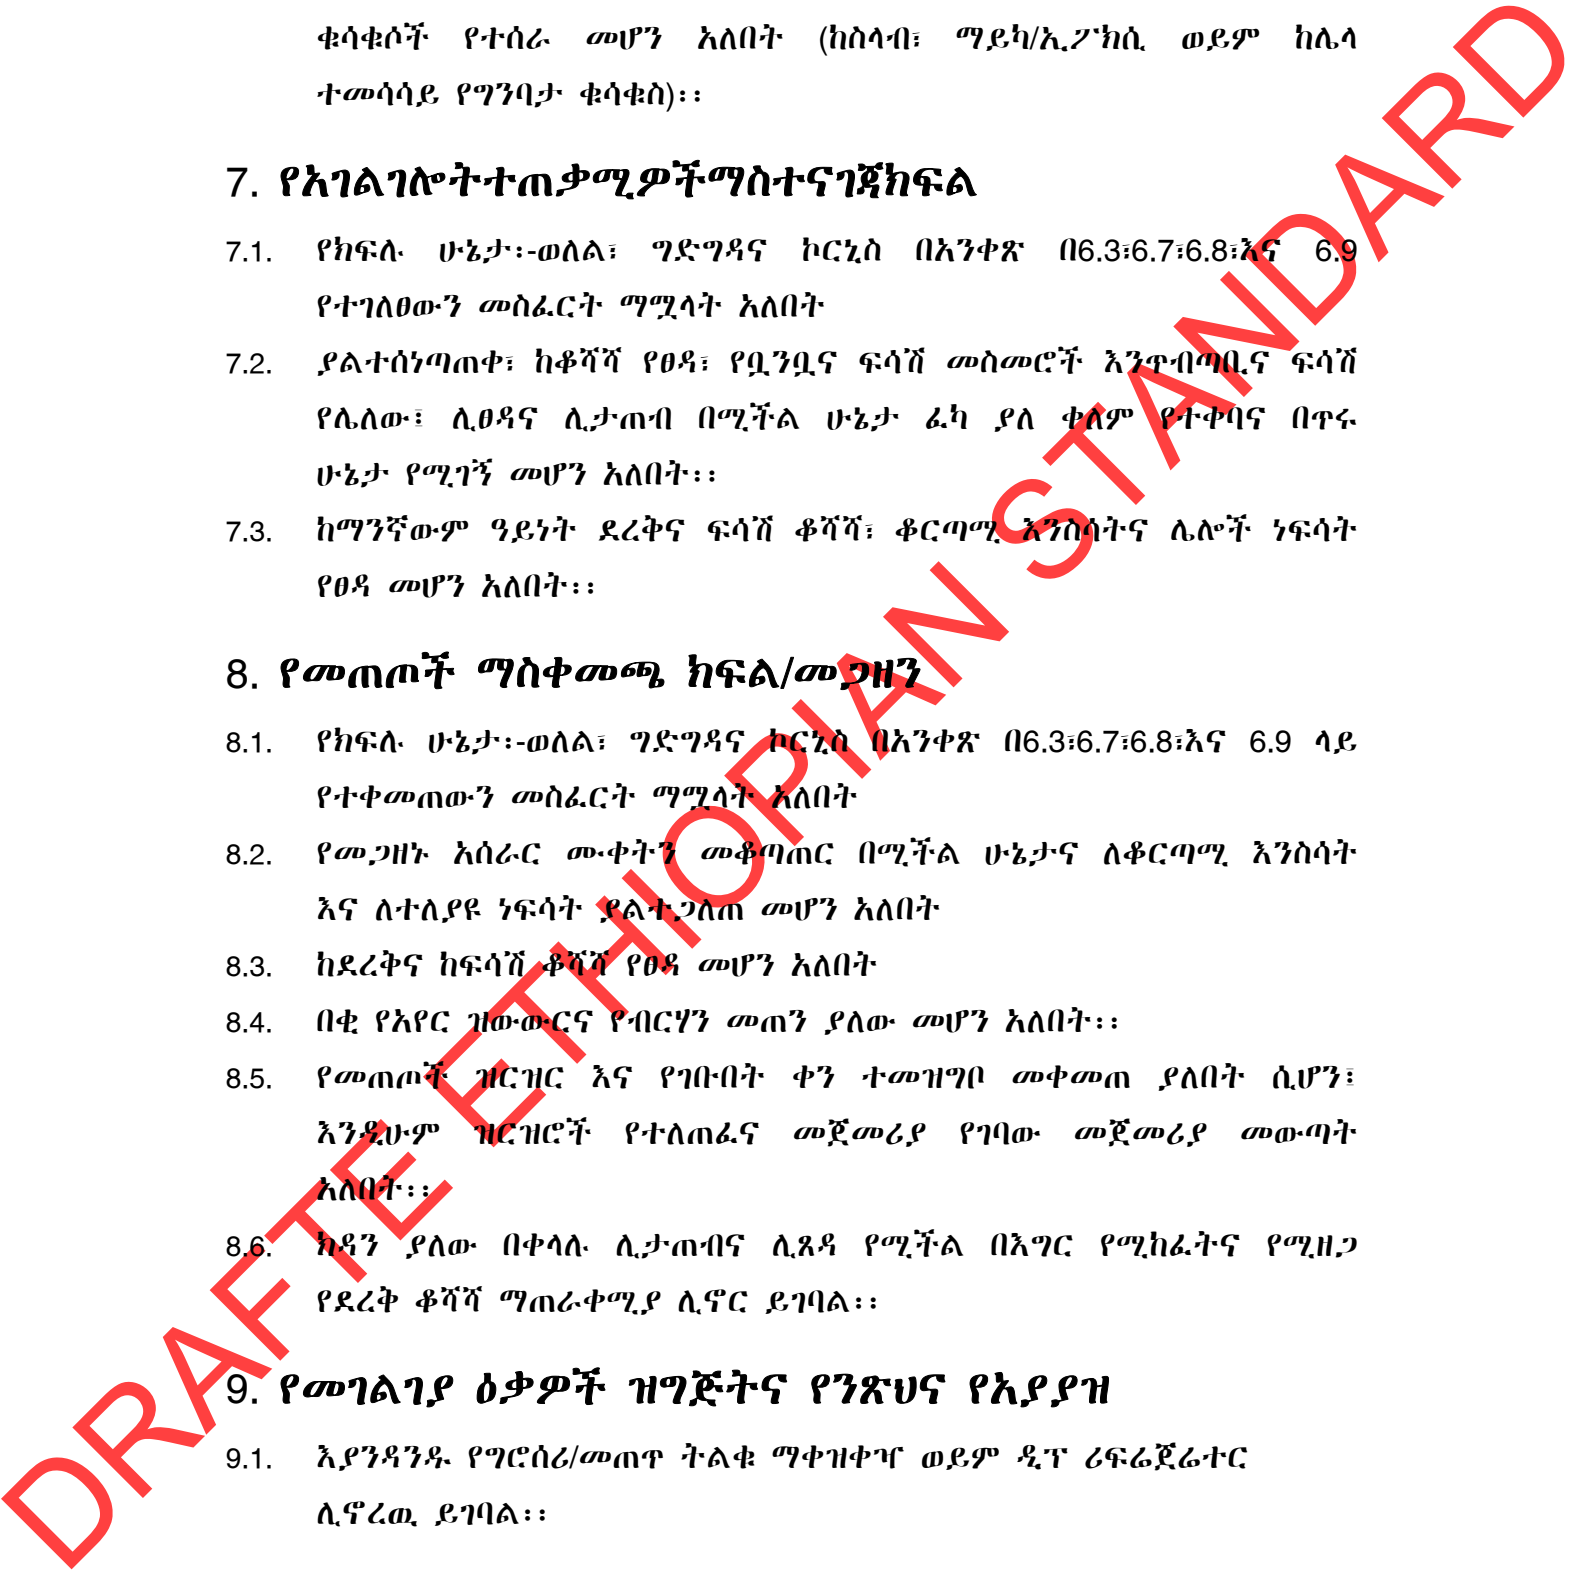 ቁሳቁሶች የተሰራ መሆን አለበት (ከስላብ፣ ማይካ/ኢፖክሲ ወይም ከሌላ
ተመሳሳይ የግንባታ ቁሳቁስ)፡፡
7. የአገልገሎትተጠቃሚዎችማስተናገጃክፍል
7.1. የክፍሉ ሁኔታ፡-ወለል፣ ግድግዳና ኮርኒስ በአንቀጽ በ6.3፣6.7፣6.8፣እና 6.9
የተገለፀውን መስፈርት ማሟላት አለበት
7.2. ያልተሰነጣጠቀ፣ ከቆሻሻ የፀዳ፣ የቧንቧና ፍሳሽ መስመሮች እንጥብጣቢና ፍሳሽ
የሌለው፤ ሊፀዳና ሊታጠብ በሚችል ሁኔታ ፈካ ያለ ቀለም የተቀባና በጥሩ
ሁኔታ የሚገኝ መሆን አለበት፡፡
7.3. ከማንኛውም ዓይነት ደረቅና ፍሳሽ ቆሻሻ፣ ቆርጣሚ እንስሳትና ሌሎች ነፍሳት
የፀዳ መሆን አለበት፡፡
8. የመጠጦች ማስቀመጫ ክፍል/መጋዘን
8.1. የክፍሉ ሁኔታ፡-ወለል፣ ግድግዳና ኮርኒስ በአንቀጽ በ6.3፣6.7፣6.8፣እና 6.9 ላይ
የተቀመጠውን መስፈርት ማሟላት አለበት
8.2. የመጋዘኑ አሰራር ሙቀትን መቆጣጠር በሚችል ሁኔታና ለቆርጣሚ እንስሳት
እና ለተለያዩ ነፍሳት ያልተጋለጠ መሆን አለበት
8.3. ከደረቅና ከፍሳሽ ቆሻሻ የፀዳ መሆን አለበት
8.4. በቂ የአየር ዝውውርና የብርሃን መጠን ያለው መሆን አለበት፡፡
8.5. የመጠጦች ዝርዝር እና የገቡበት ቀን ተመዝግቦ መቀመጠ ያለበት ሲሆን፤
እንዲሁም ዝርዝሮች የተለጠፈና መጀመሪያ የገባው መጀመሪያ መውጣት
አለበት፡፡
8.6. ክዳን ያለው በቀላሉ ሊታጠብና ሊጸዳ የሚችል በእግር የሚከፈትና የሚዘጋ
የደረቅ ቆሻሻ ማጠራቀሚያ ሊኖር ይገባል፡፡
9. የመገልገያ ዕቃዎች ዝግጅትና የንጽህና የአያያዝ
9.1. እያንዳንዱ የግሮሰሪ/መጠጥ ትልቁ ማቀዝቀዣ ወይም ዲፕ ሪፍሬጀሬተር
ሊኖረዉ ይገባል፡፡
DRAFTE ETHIOPIAN STANDARD